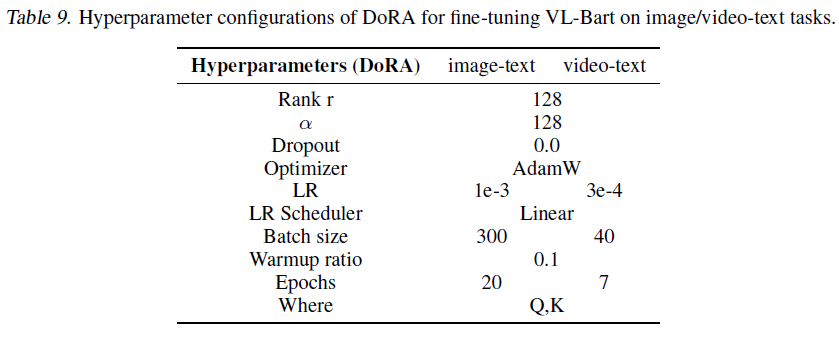 Table 9. Hyperparameter configurations of DoRA for fine-tuning VL-Bart on image/video-text tasks.
Hyperparameters (DoRA) image-text video-text
Rank r 128
α 128
Dropout 0.0
Optimizer AdamW
LR 1e-3 3e-4
LR Scheduler Linear
Batch size 300 40
Warmup ratio 0.1
Epochs 20 7
Where Q,K